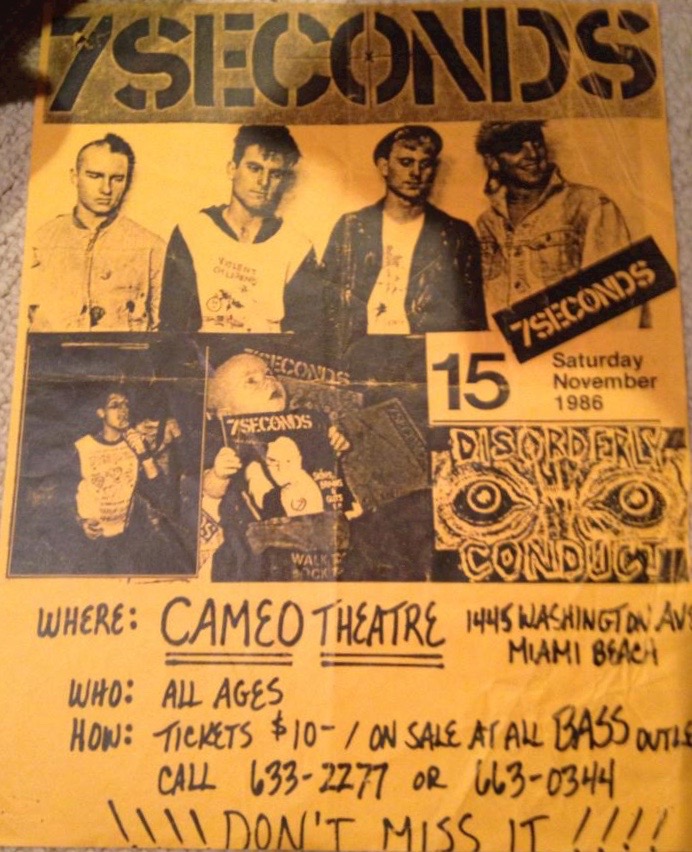 7SECONDS
VIOLENT
CHILDREN
7SECONDS
7SECONDS
7SECONDS
WALK
ROCK
15
Saturday
November
1986
DISORDERLY
CONDUCT
WHERE: CAMEO THEATRE 1445 WASHINGTON AV
MIAMI BEACH
WHO: ALL AGES
HOW: TICKETS $10- / ON SALE AT ALL BASS OUTLE
CALL 633-2277 OR 663-0344
!!!! DON'T MISS IT !!!!